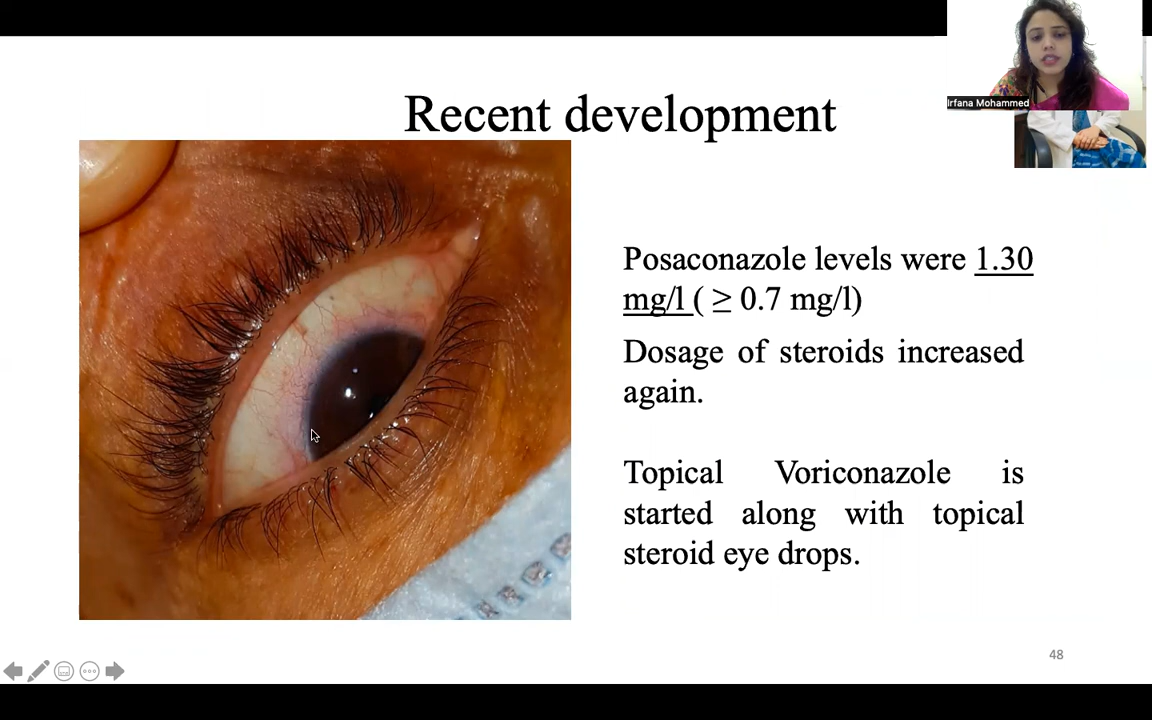 Irfana Mohammed
Recent development
Posaconazole levels were 1.30
mg/l ( ≥ 0.7 mg/l)
Dosage of steroids increased
again.
Topical Voriconazole is
started along with topical
steroid eye drops.
48